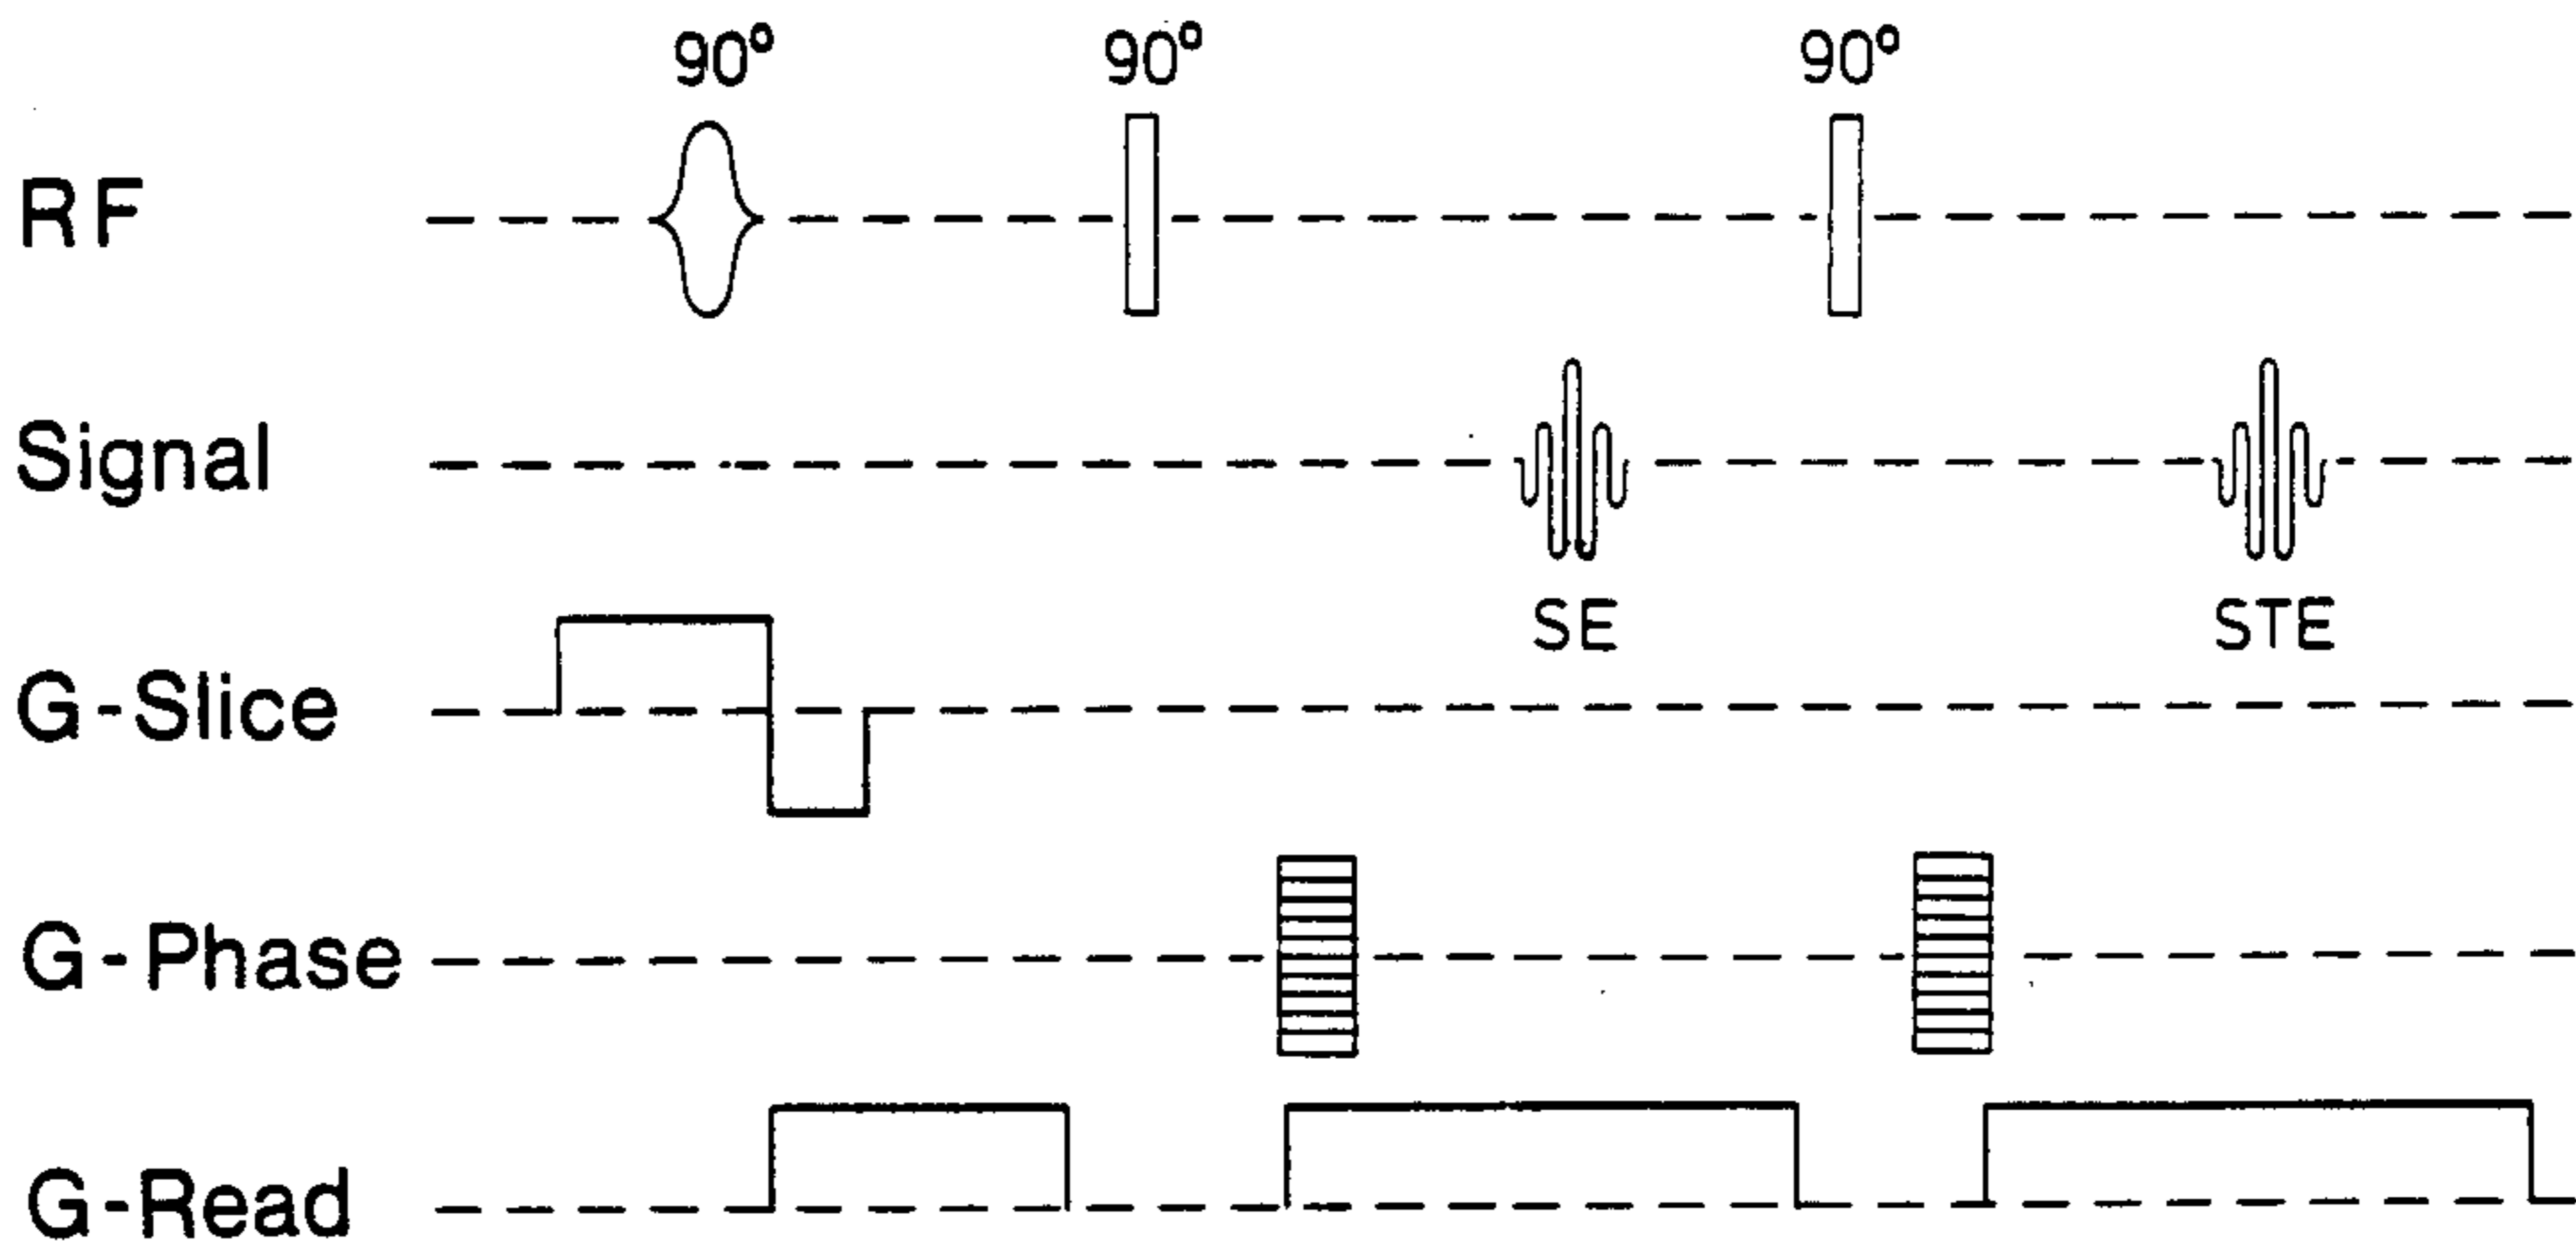 90° 90° 90°
RF
Signal
SE STE
G-Slice
G-Phase
G-Read